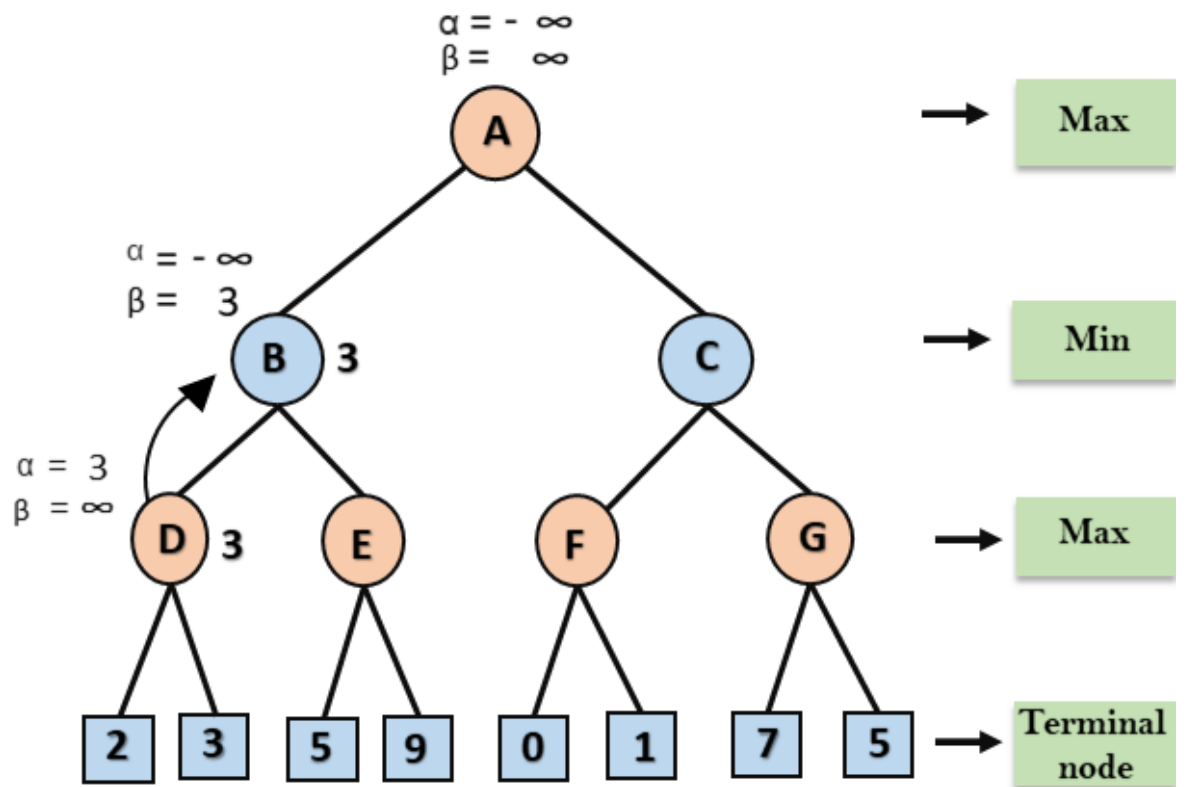 α = - ∞
β = ∞
A
Max
α = - ∞
β = 3
B 3
C
Min
α = 3
β = ∞
D 3
E
F
G
Max
2 3 5 9 0 1 7 5
Terminal
node